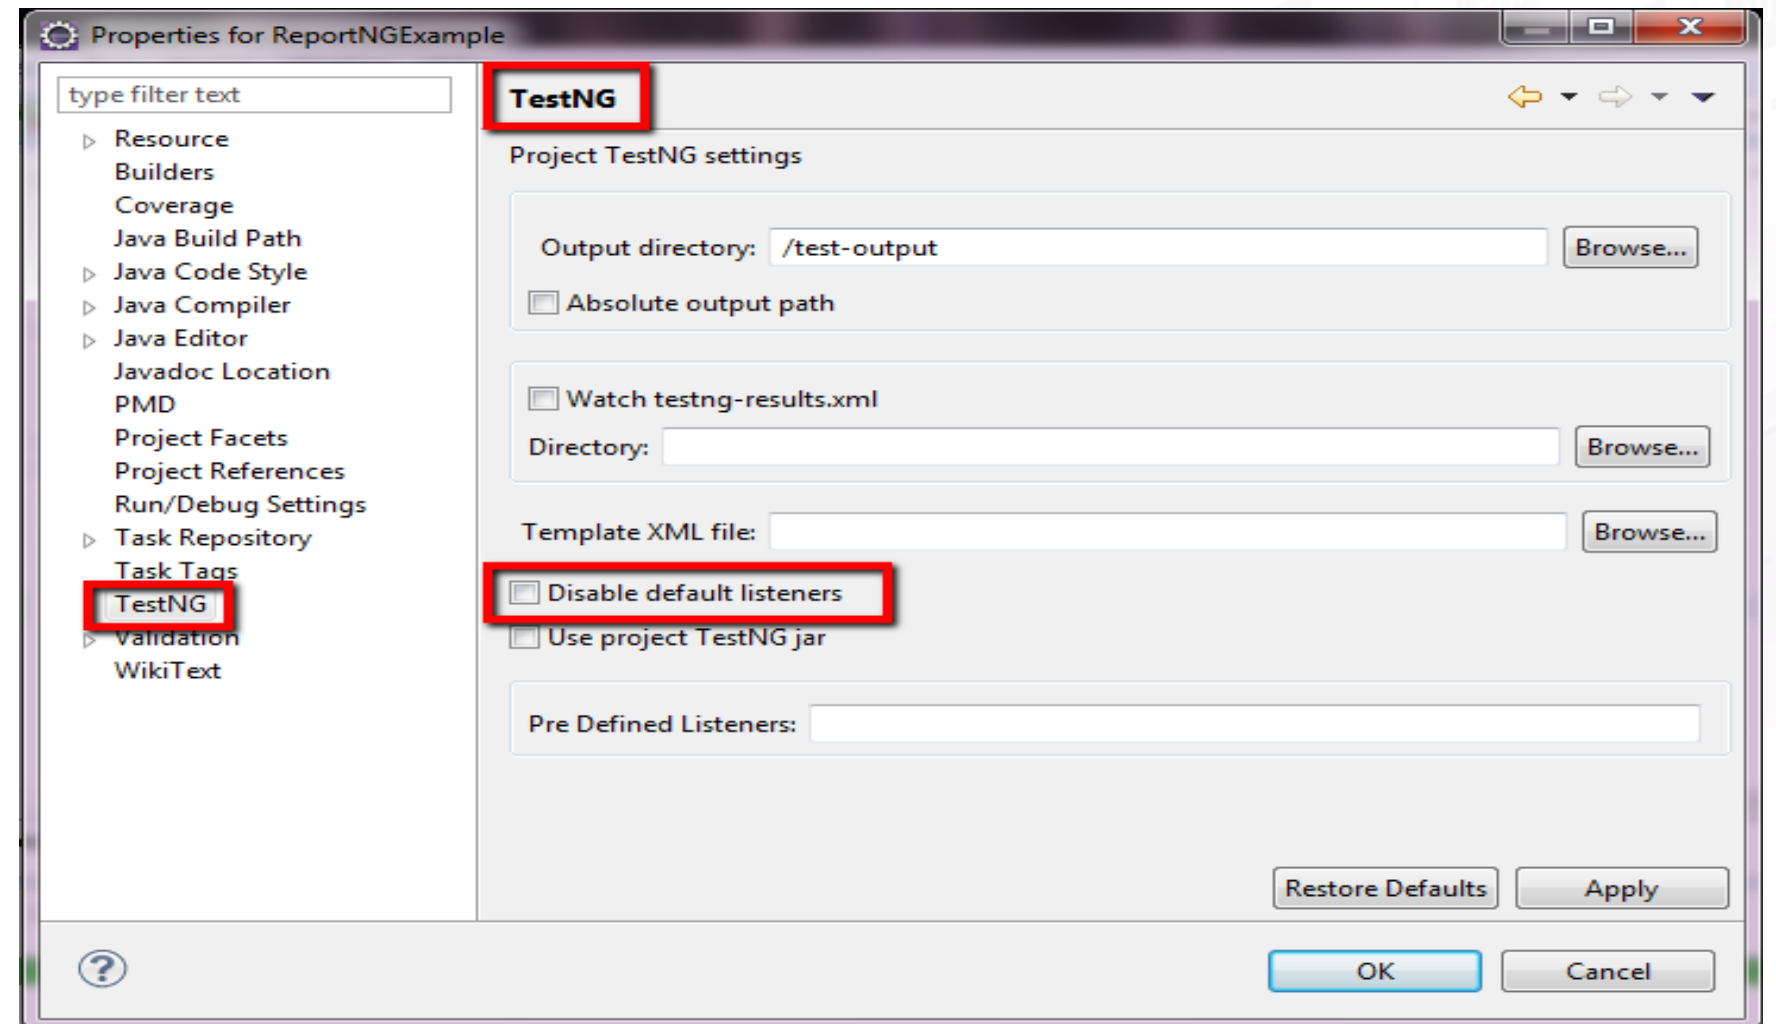 Properties for ReportNGExample
type filter text
Resource
Builders
Coverage
Java Build Path
Java Code Style
Java Compiler
Java Editor
Javadoc Location
PMD
Project Facets
Project References
Run/Debug Settings
Task Repository
Task Tags
TestNG
Validation
WikiText
TestNG
Project TestNG settings
Output directory: /test-output Browse...
Absolute output path
Watch testng-results.xml
Directory: Browse...
Template XML file: Browse...
Disable default listeners
Use project TestNG jar
Pre Defined Listeners:
Restore Defaults Apply
? OK Cancel